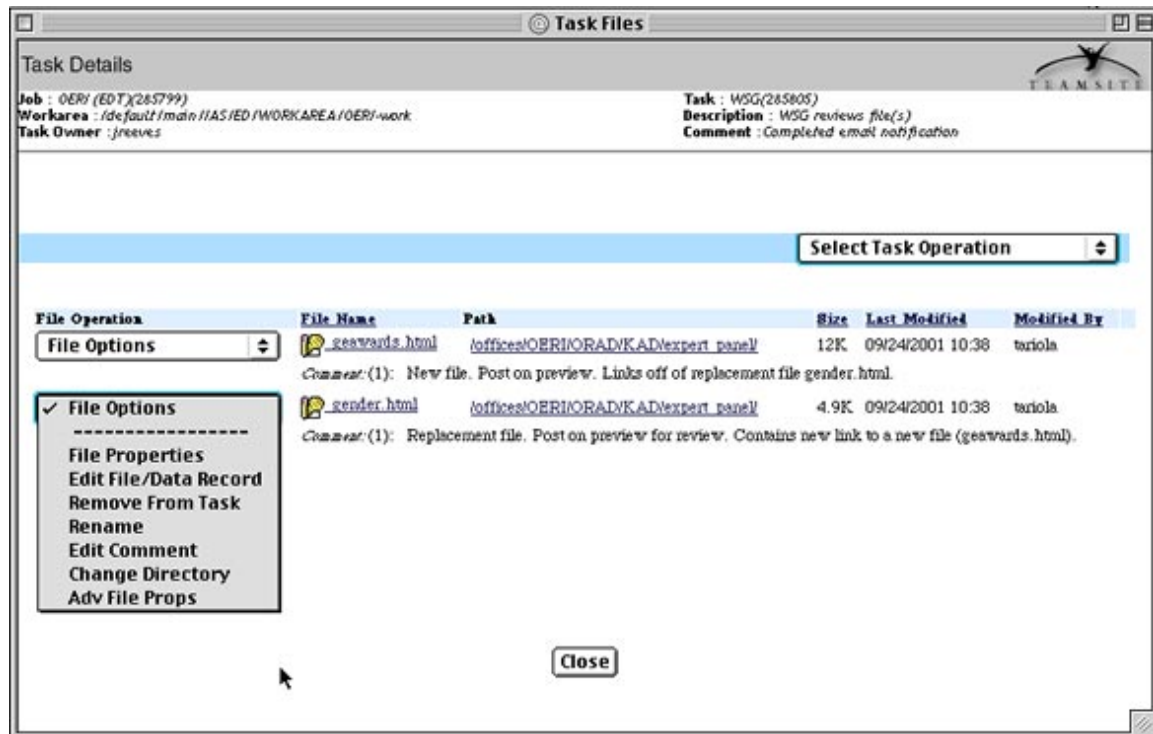 Task Files
Task Details
TEAMSITE
Job : OERI (EDT)(285799)
Workarea : /default/main//AS/ED/WORKAREA/OERI-work
Task Owner : jreeves
Task : WSG(285805)
Description : WSG reviews file(s)
Comment : Completed email notification
Select Task Operation
File Operation File Name Path Size Last Modified Modified By
File Options geawards.html /offices/OERI/ORAD/KAD/expert_panel/ 12K 09/24/2001 10:38 tariola
Comment:(1): New file. Post on preview. Links off of replacement file gender.html.
gender.html /offices/OERI/ORAD/KAD/expert_panel/ 4.9K 09/24/2001 10:38 tariola
Comment:(1): Replacement file. Post on preview for review. Contains new link to a new file (geawards.html).
✓ File Options
-----------------
File Properties
Edit File/Data Record
Remove From Task
Rename
Edit Comment
Change Directory
Adv File Props
Close